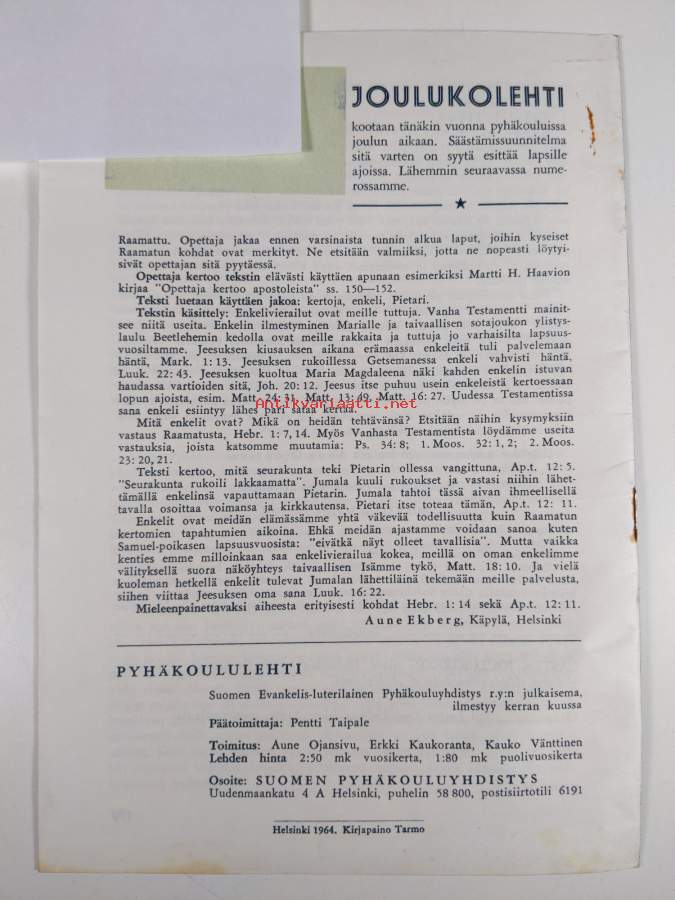 JOULUKOLEHTI
kootaan tänäkin vuonna pyhäkouluissa
joulun aikaan. Säästämissuunnitelma
sitä varten on syytä esittää lapsille
ajoissa. Lähemmin seuraavassa nume-
rossamme.
Raamattu. Opettaja jakaa ennen varsinaista tunnin alkua laput, joihin kyseiset
Raamatun kohdat ovat merkityt. Ne etsitään valmiiksi, jotta ne nopeasti löytyi-
sivät opettajan sitä pyytäessä.
Opettaja kertoo tekstin elävästi käyttäen apunaan esimerkiksi Martti H. Haavion
kirjaa "Opettaja kertoo apostoleista" ss. 150—152.
Teksti luetaan käyttäen jakoa: kertoja, enkeli, Pietari.
Tekstin käsittely: Enkelivierailut ovat meille tuttuja. Vanha Testamentti mainit-
see niitä useita. Enkelin ilmestyminen Marialle ja taivaallisen sotajoukon ylistys-
laulu Beetlehemin kedolla ovat meille rakkaita ja tuttuja jo varhaisilta lapsuus-
vuosiltamme. Jeesuksen kiusauksen aikana erämaassa enkeleitä tuli palvelemaan
häntä, Mark. 1: 13. Jeesuksen rukoillessa Getsemanessa enkeli vahvisti häntä,
Luuk. 22: 43. Jeesuksen kuoltua Maria Magdaleena näki kahden enkelin istuvan
haudassa vartioiden sitä, Joh. 20: 12. Jeesus itse puhuu usein enkeleistä kertoessaan
lopun ajoista, esim. Matt. 24: 31, Matt. 13: 49, Matt. 16: 27. Uudessa Testamentissa
sana enkeli esiintyy lähes pari sataa kertaa.
Antikvariaatti.net
Mitä enkelit ovat? Mikä on heidän tehtävänsä? Etsitään näihin kysymyksiin
vastaus Raamatusta, Hebr. 1: 7, 14. Myös Vanhasta Testamentista löydämme useita
vastauksia, joista katsomme muutamia: Ps. 34: 8; 1. Moos. 32: 1, 2; 2. Moos.
23: 20, 21.
Teksti kertoo, mitä seurakunta teki Pietarin ollessa vangittuna, Ap.t. 12: 5.
"Seurakunta rukoili lakkaamatta". Jumala kuuli rukoukset ja vastasi niihin lähet-
tämällä enkelinsä vapauttamaan Pietarin. Jumala tahtoi tässä aivan ihmeellisellä
tavalla osoittaa voimansa ja kirkkautensa. Pietari itse toteaa tämän, Ap.t. 12: 11.
Enkelit ovat meidän elämässämme yhtä väkevää todellisuutta kuin Raamatun
kertomien tapahtumien aikoina. Ehkä meidän ajastamme voidaan sanoa kuten
Samuel-poikasen lapsuusvuosista: "eivätkä näyt olleet tavallisia". Mutta vaikka
kenties emme milloinkaan saa enkelivierailua kokea, meillä on oman enkelimme
välityksellä suora näköyhteys taivaallisen Isämme tykö, Matt. 18: 10. Ja vielä
kuoleman hetkellä enkelit tulevat Jumalan lähettiläinä tekemään meille palvelusta,
siihen viittaa Jeesuksen oma sana Luuk. 16: 22.
Mieleenpainettavaksi aiheesta erityisesti kohdat Hebr. 1: 14 sekä Ap.t. 12: 11.
Aune Ekberg, Käpylä, Helsinki
PYHÄKOULULEHTI
Suomen Evankelis-luterilainen Pyhäkouluyhdistys r.y:n julkaisema,
ilmestyy kerran kuussa
Päätoimittaja: Pentti Taipale
Toimitus: Aune Ojansivu, Erkki Kaukoranta, Kauko Vänttinen
Lehden hinta 2:50 mk vuosikerta, 1:80 mk puolivuosikerta
Osoite: SUOMEN PYHÄKOULUYHDISTYS
Uudenmaankatu 4 A Helsinki, puhelin 58 800, postisiirtotili 6191
Helsinki 1964. Kirjapaino Tarmo